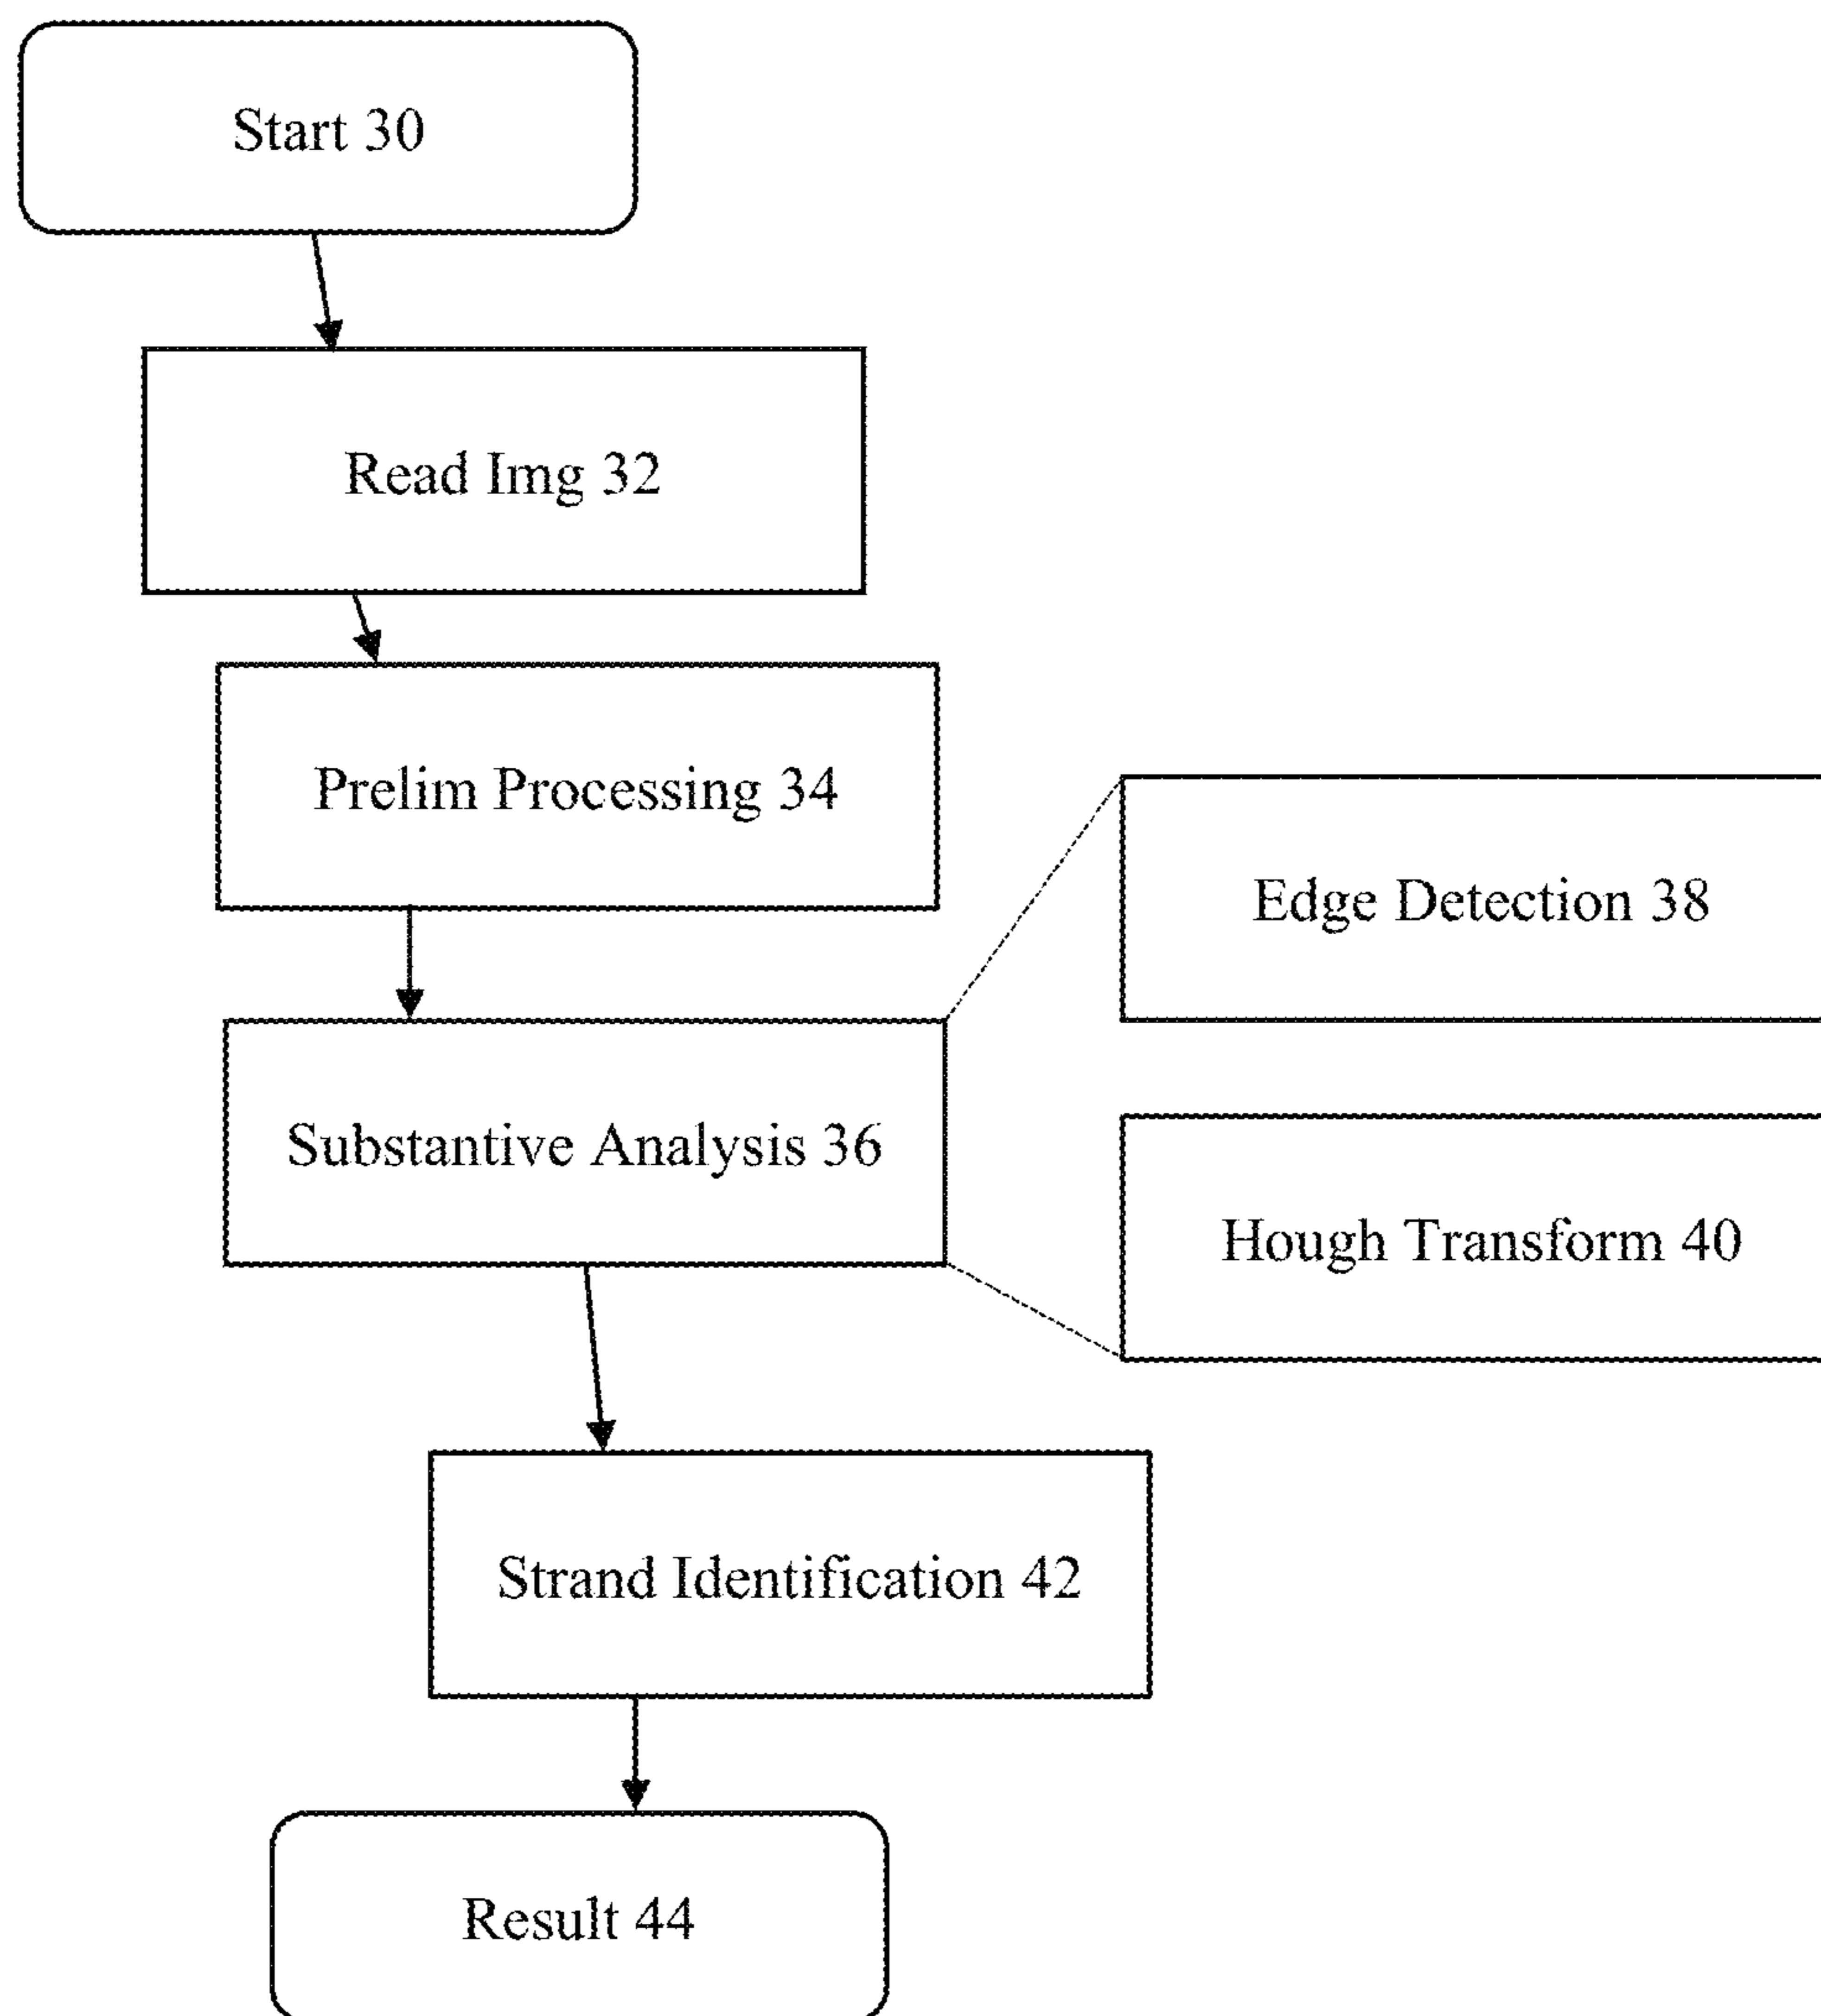 Start 30
Read Img 32
Prelim Processing 34
Edge Detection 38
Substantive Analysis 36
Hough Transform 40
Strand Identification 42
Result 44